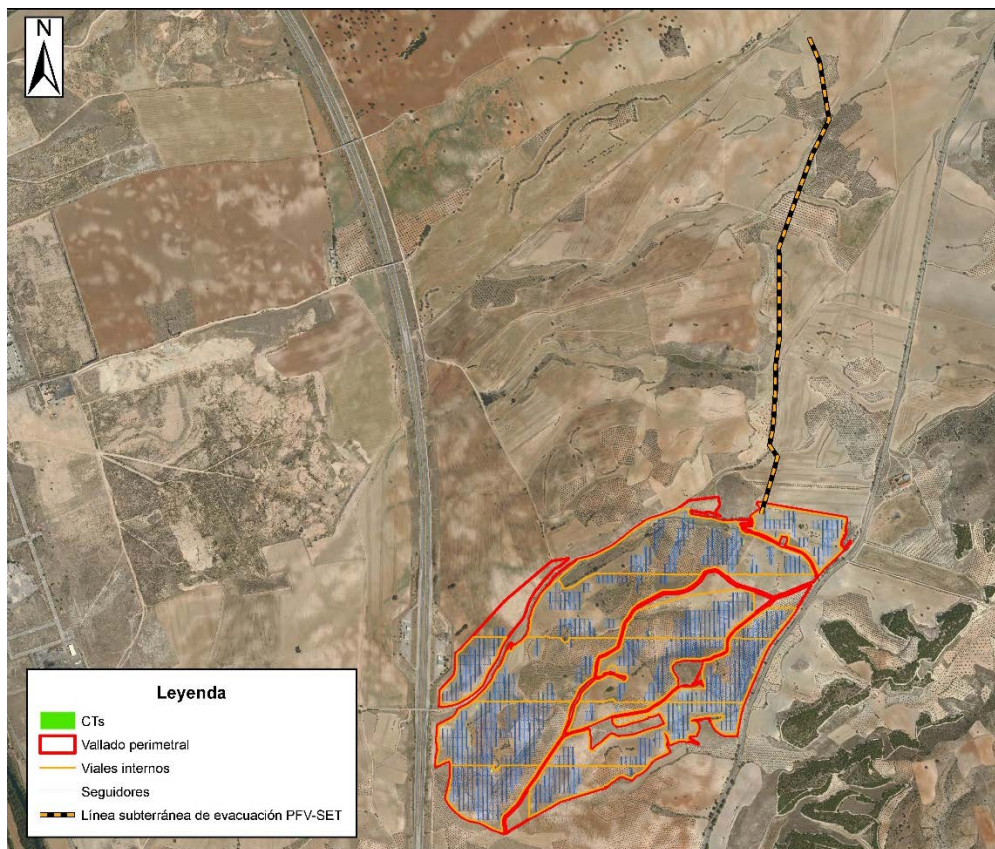 N
Leyenda
CTs
Vallado perimetral
Viales internos
Seguidores
Línea subterránea de evacuación PFV-SET